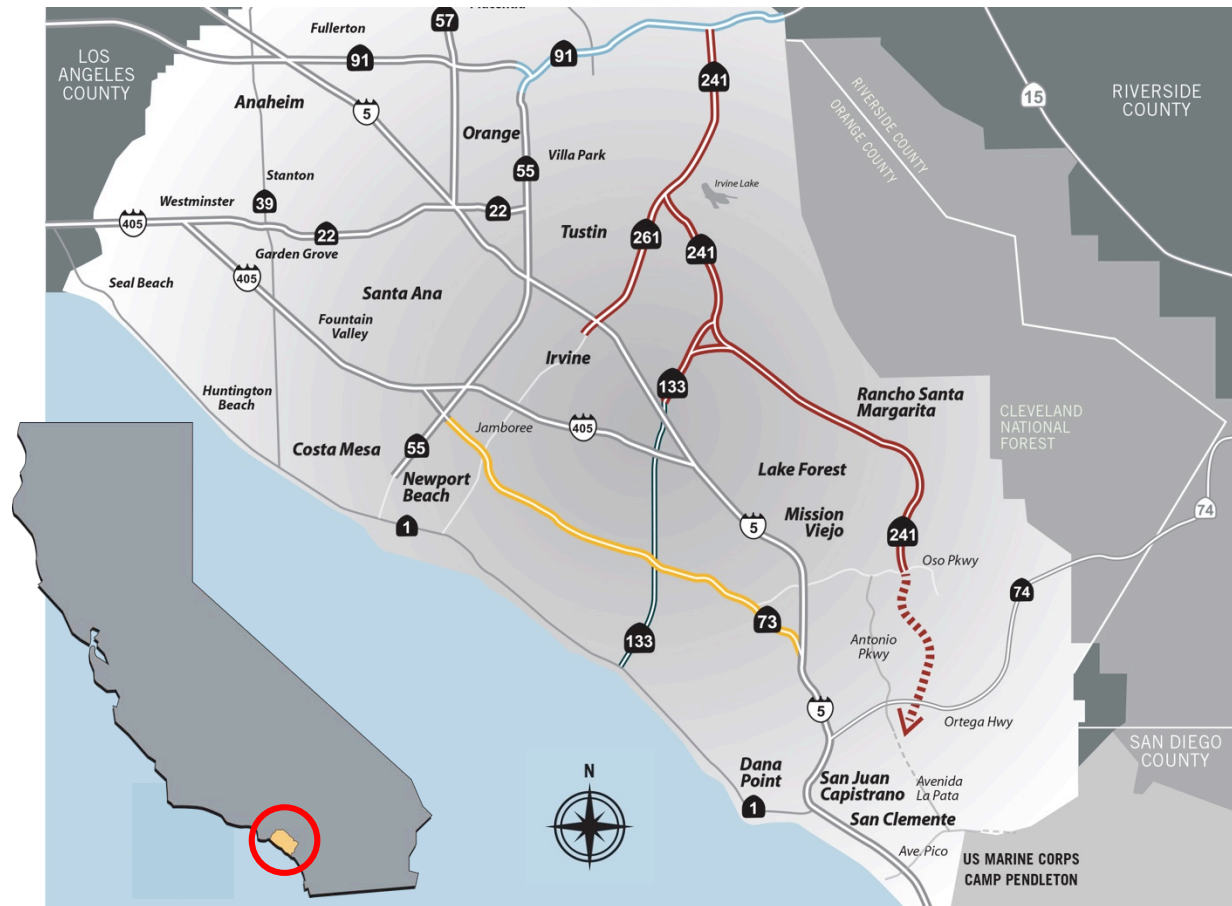 57
Fullerton
91
91
LOS
ANGELES
COUNTY
241
15
RIVERSIDE
COUNTY
RIVERSIDE COUNTY
ORANGE COUNTY
Anaheim
5
Orange
Villa Park
55
Stanton
Irvine Lake
39
Westminster
22
405
22
Tustin
261
241
Garden Grove
405
Seal Beach
Santa Ana
Fountain
Valley
Irvine
133
Rancho Santa
Margarita
Huntington
Beach
CLEVELAND
NATIONAL
FOREST
Jamboree
405
Costa Mesa
55
Lake Forest
Newport
Beach
Mission
Viejo
1
5
241
74
Oso Pkwy
74
73
133
Antonio
Pkwy
5
Ortega Hwy
SAN DIEGO
COUNTY
N
Dana
Point
San Juan
Capistrano
Avenida
La Pata
1
San Clemente
Ave. Pico
US MARINE CORPS
CAMP PENDLETON